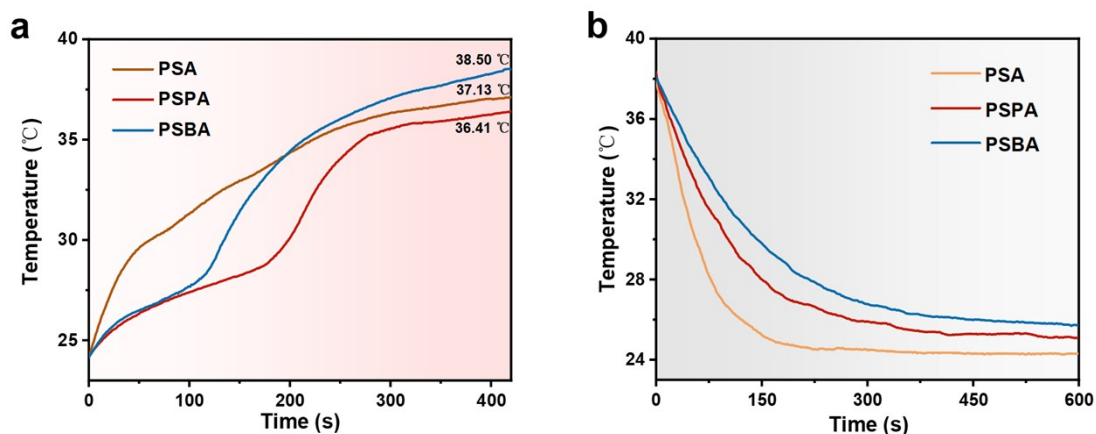 a
40
35
30
25
Temperature (℃)
PSA
PSPA
PSBA
38.50 ℃
37.13 ℃
36.41 ℃
0 100 200 300 400
Time (s)
b
40
36
32
28
24
Temperature (℃)
PSA
PSPA
PSBA
0 150 300 450 600
Time (s)